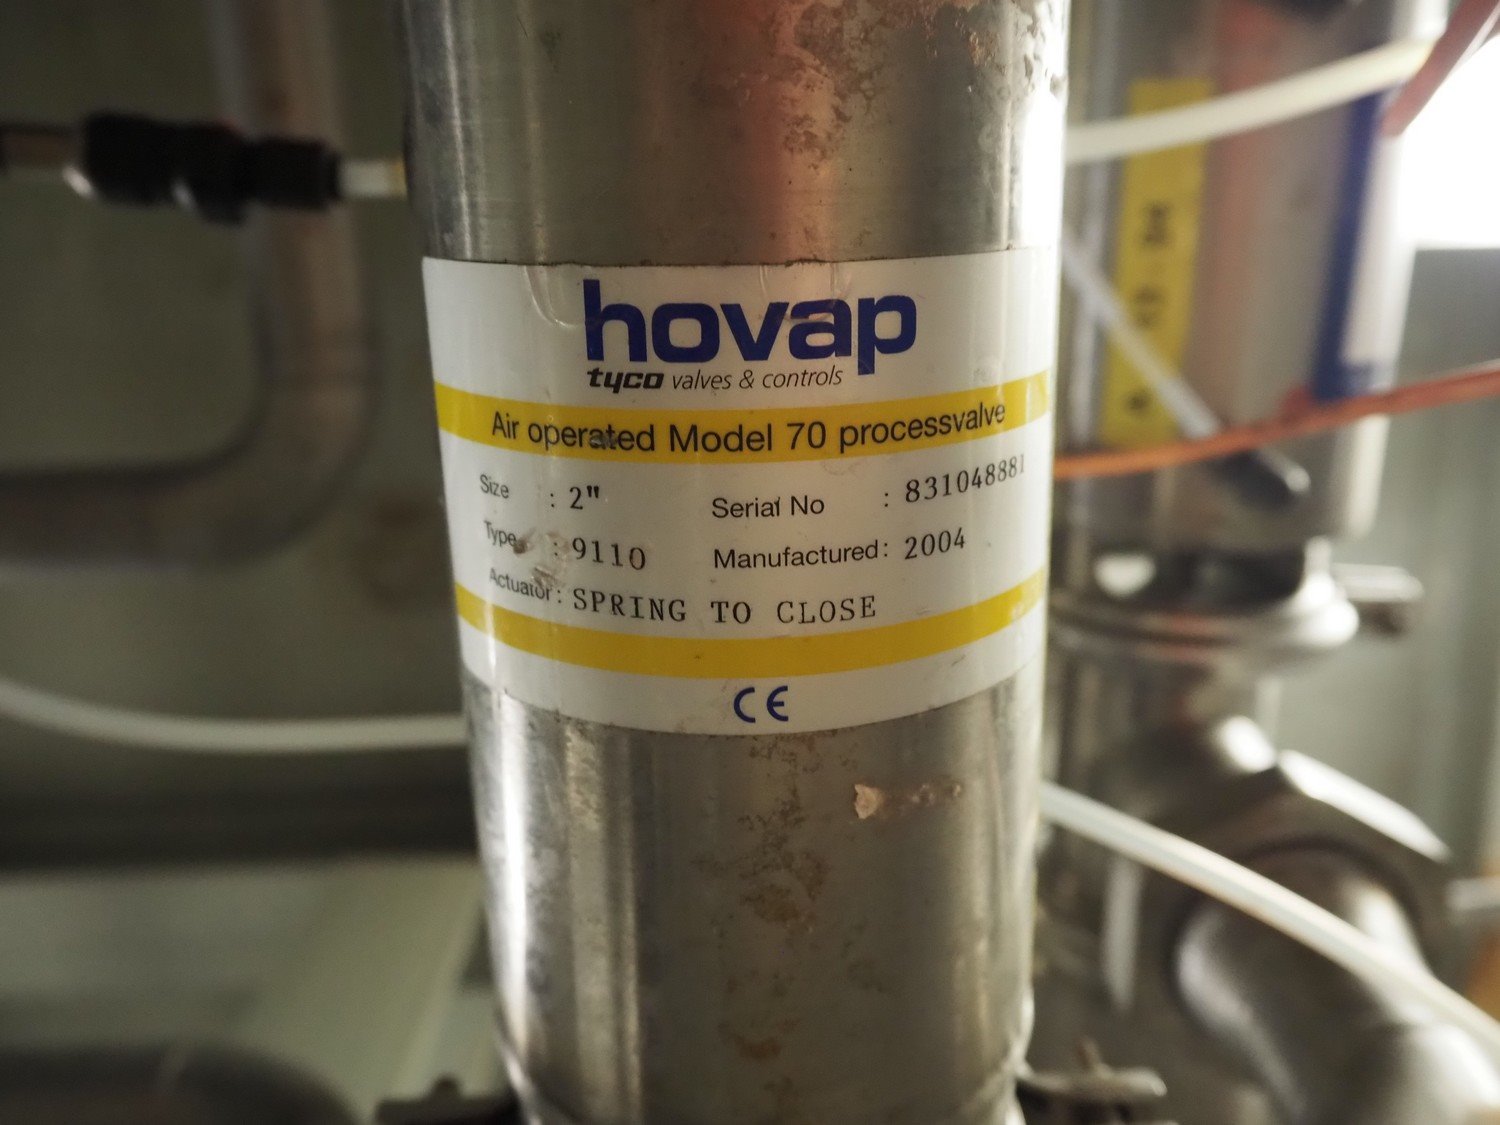 hovap
tyco valves & controls
Air operated Model 70 processvalve
Size : 2" Serial No : 831048881
Type : 9110 Manufactured: 2004
Actuator: SPRING TO CLOSE
CE